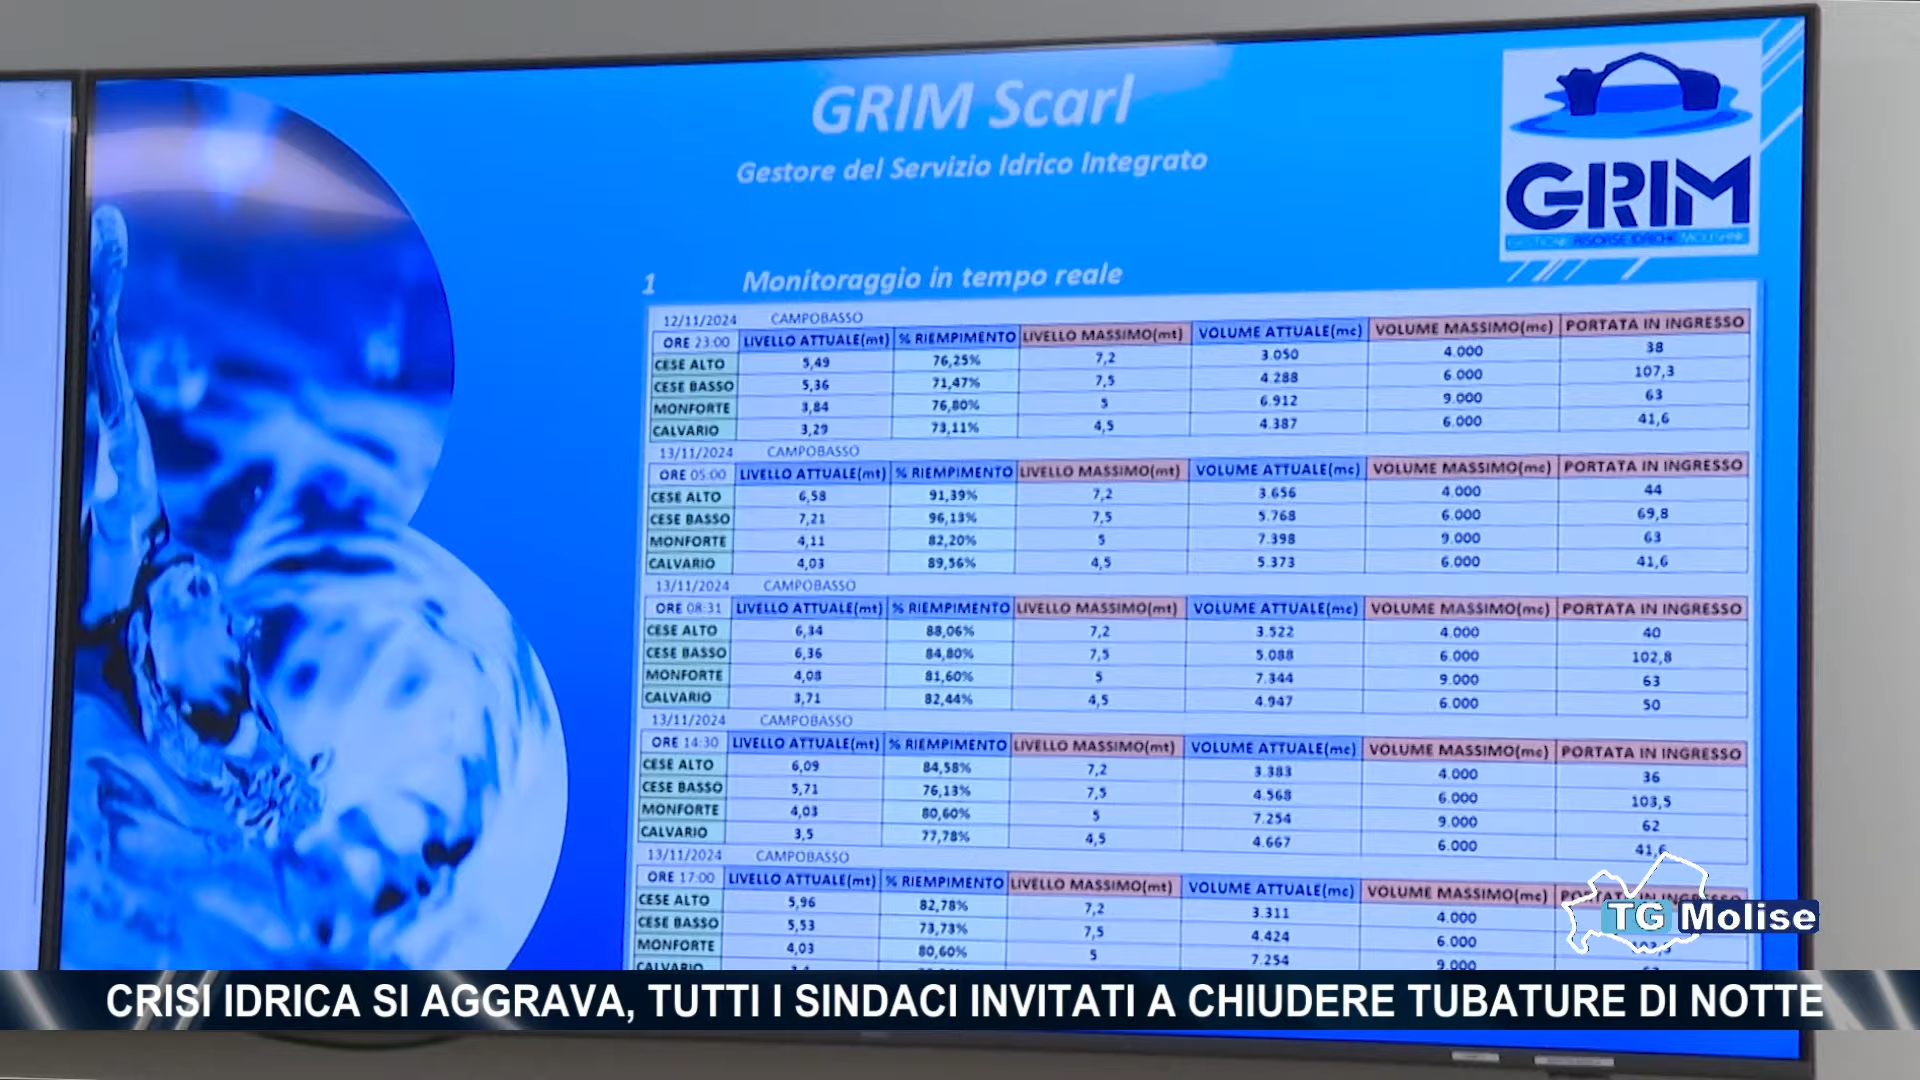 GRIM Scarl
Gestore del Servizio Idrico Integrato
GRIM
GESTIONE RISORSE IDRICHE MOLISANE
1 Monitoraggio in tempo reale
12/11/2024 CAMPOBASSO
ORE 23:00 LIVELLO ATTUALE(mt) % RIEMPIMENTO LIVELLO MASSIMO(mt) VOLUME ATTUALE(mc) VOLUME MASSIMO(mc) PORTATA IN INGRESSO
CESE ALTO 5,49 76,25% 7,2 3.050 4.000 38
CESE BASSO 5,36 71,47% 7,5 4.288 6.000 107,3
MONFORTE 3,84 76,80% 5 6.912 9.000 63
CALVARIO 3,29 73,11% 4,5 4.387 6.000 41,6
13/11/2024 CAMPOBASSO
ORE 05:00 LIVELLO ATTUALE(mt) % RIEMPIMENTO LIVELLO MASSIMO(mt) VOLUME ATTUALE(mc) VOLUME MASSIMO(mc) PORTATA IN INGRESSO
CESE ALTO 6,58 91,39% 7,2 3.656 4.000 44
CESE BASSO 7,21 96,13% 7,5 5.768 6.000 69,8
MONFORTE 4,11 82,20% 5 7.398 9.000 63
CALVARIO 4,03 89,56% 4,5 5.373 6.000 41,6
13/11/2024 CAMPOBASSO
ORE 08:31 LIVELLO ATTUALE(mt) % RIEMPIMENTO LIVELLO MASSIMO(mt) VOLUME ATTUALE(mc) VOLUME MASSIMO(mc) PORTATA IN INGRESSO
CESE ALTO 6,34 88,06% 7,2 3.522 4.000 40
CESE BASSO 6,36 84,80% 7,5 5.088 6.000 102,8
MONFORTE 4,08 81,60% 5 7.344 9.000 63
CALVARIO 3,71 82,44% 4,5 4.947 6.000 50
13/11/2024 CAMPOBASSO
ORE 14:30 LIVELLO ATTUALE(mt) % RIEMPIMENTO LIVELLO MASSIMO(mt) VOLUME ATTUALE(mc) VOLUME MASSIMO(mc) PORTATA IN INGRESSO
CESE ALTO 6,09 84,58% 7,2 3.383 4.000 36
CESE BASSO 5,71 76,13% 7,5 4.568 6.000 103,5
MONFORTE 4,03 80,60% 5 7.254 9.000 62
CALVARIO 3,5 77,78% 4,5 4.667 6.000 41,6
13/11/2024 CAMPOBASSO
ORE 17:00 LIVELLO ATTUALE(mt) % RIEMPIMENTO LIVELLO MASSIMO(mt) VOLUME ATTUALE(mc) VOLUME MASSIMO(mc) PORTATA IN INGRESSO
CESE ALTO 5,96 82,78% 7,2 3.311 4.000
CESE BASSO 5,53 73,73% 7,5 4.424 6.000
MONFORTE 4,03 80,60% 5 7.254 9.000
CALVARIO
TG Molise
CRISI IDRICA SI AGGRAVA, TUTTI I SINDACI INVITATI A CHIUDERE TUBATURE DI NOTTE